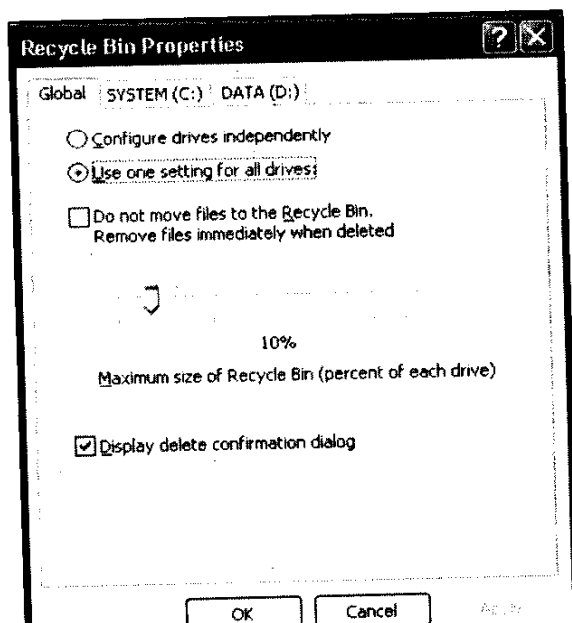 Recycle Bin Properties
Global SYSTEM (C:) DATA (D:)
Configure drives independently
Use one setting for all drives:
Do not move files to the Recycle Bin.
Remove files immediately when deleted
10%
Maximum size of Recycle Bin (percent of each drive)
Display delete confirmation dialog
OK Cancel Apply